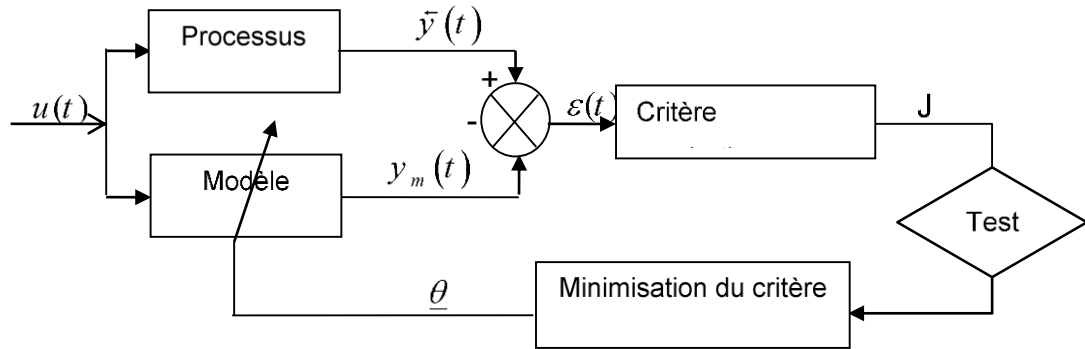 Processus
ȳ(t)
+
u(t)
-
ε(t)
Critère
J
Modèle
y_m(t)
Test
θ
Minimisation du critère